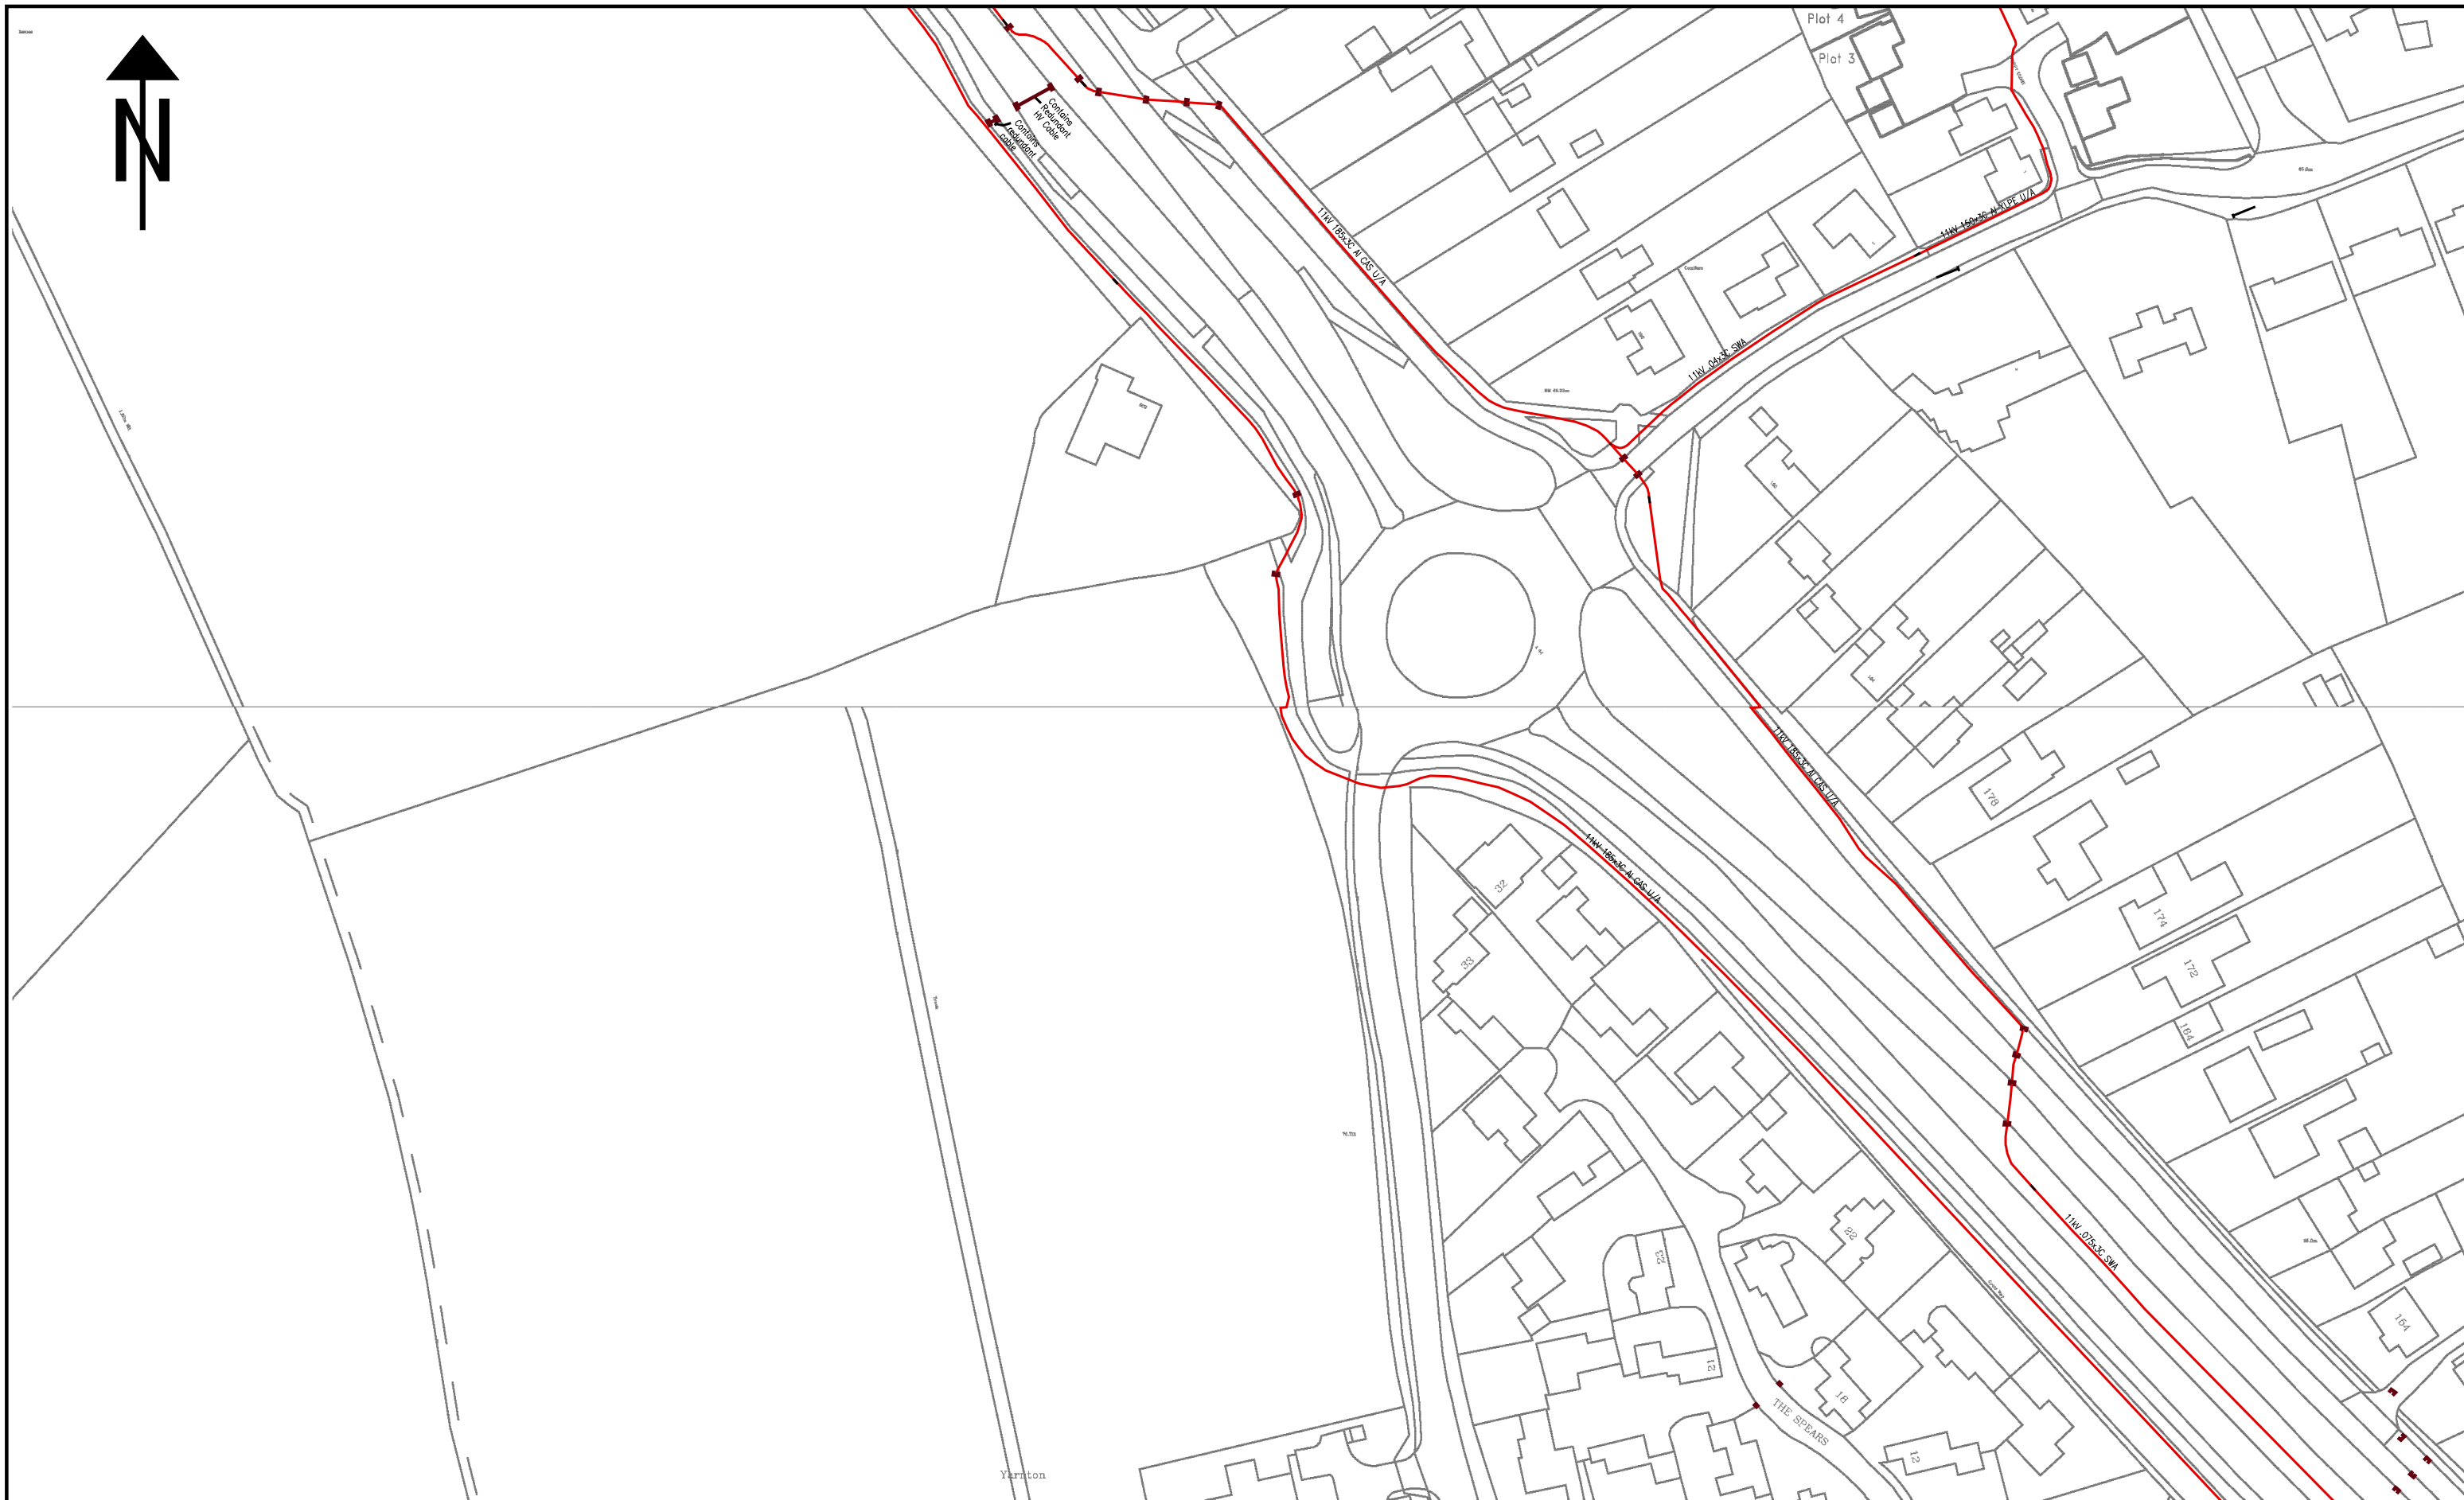 N
Plot 4
Plot 3
Contains
Redundant
HV Cable
Contains
redundant
cable
11kV 185x3C Al CAS U/A
11kV 150x3C Al XLPE U/A
11kV .04x3C SWA
11kV 185x3C Al CAS U/A
11kV 185x3C Al CAS U/A
178
32
33
174
172
164
Track
11kV .075x3C SWA
22
23
21
164
18
THE SPEARS
12
Yarnton